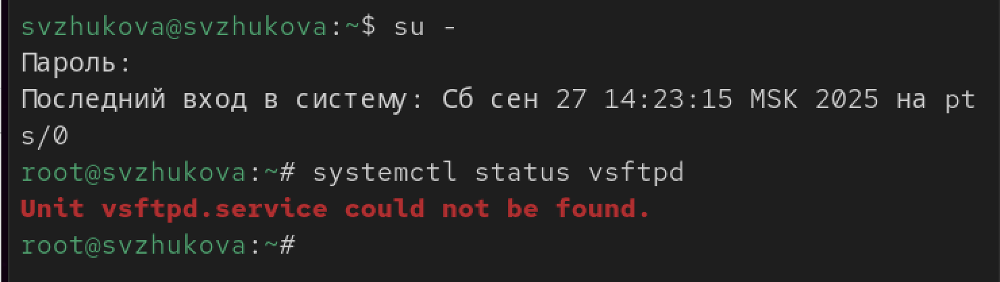 svzhukova@svzhukova:~$ su -
Пароль:
Последний вход в систему: Сб сен 27 14:23:15 MSK 2025 на pt
s/0
root@svzhukova:~# systemctl status vsftpd
Unit vsftpd.service could not be found.
root@svzhukova:~#